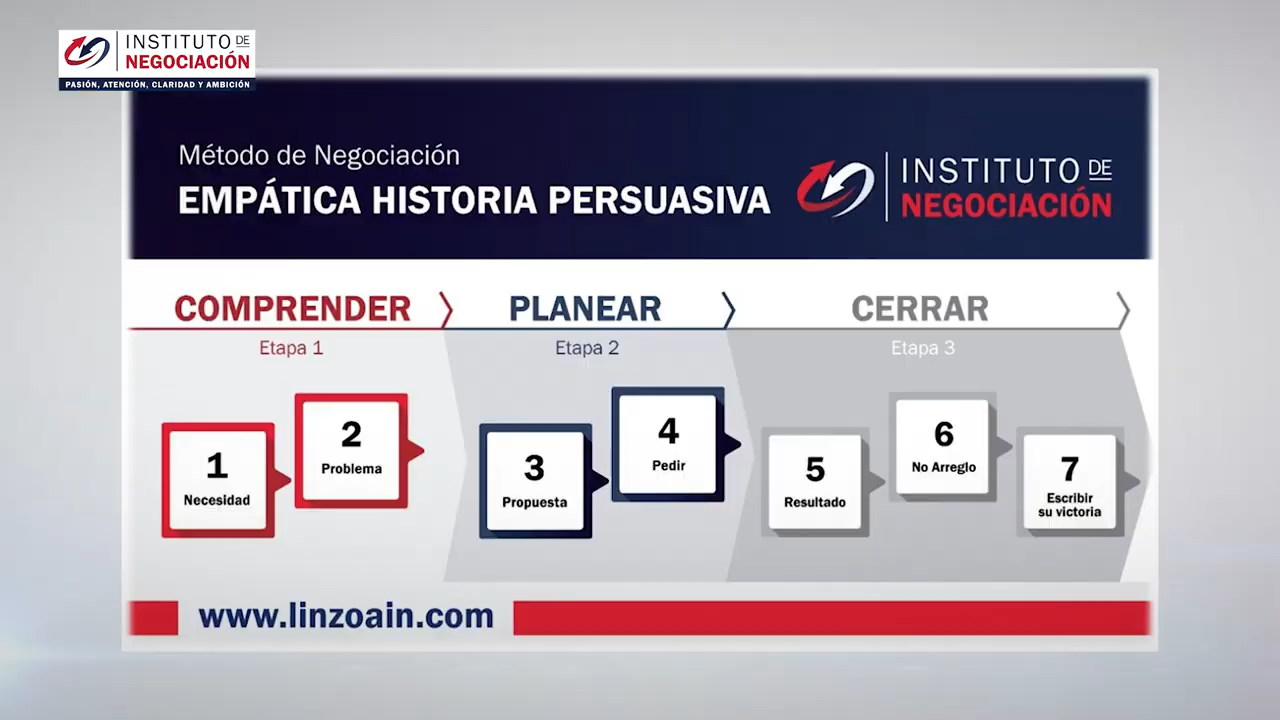 INSTITUTO DE
NEGOCIACIÓN
PASIÓN, ATENCIÓN, CLARIDAD Y AMBICIÓN
Método de Negociación
EMPÁTICA HISTORIA PERSUASIVA
INSTITUTO DE
NEGOCIACIÓN
COMPRENDER
PLANEAR
CERRAR
Etapa 1
Etapa 2
Etapa 3
1
Necesidad
2
Problema
3
Propuesta
4
Pedir
5
Resultado
6
No Arreglo
7
Escribir
su victoria
www.linzoain.com